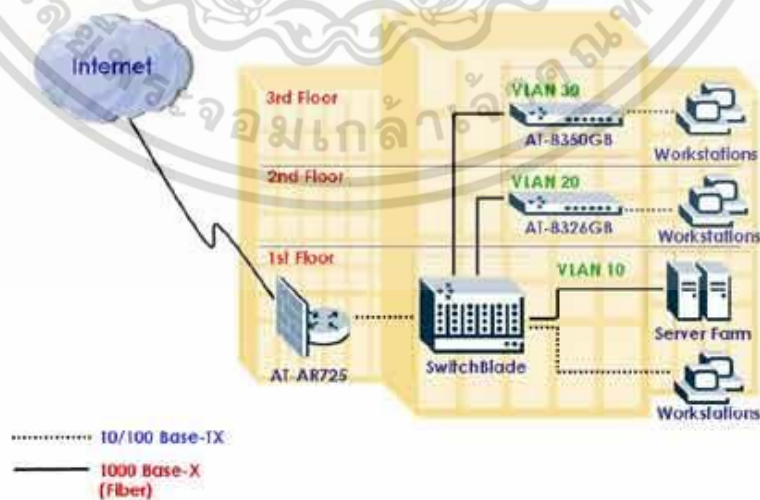 Internet
3rd Floor
VLAN 30
AT-8350GB
Workstations
2nd Floor
VLAN 20
AT-8326GB
Workstations
1st Floor
VLAN 10
Server Farm
SwitchBlade
AT-AR725
Workstations
10/100 Base-TX
1000 Base-X
(Fiber)